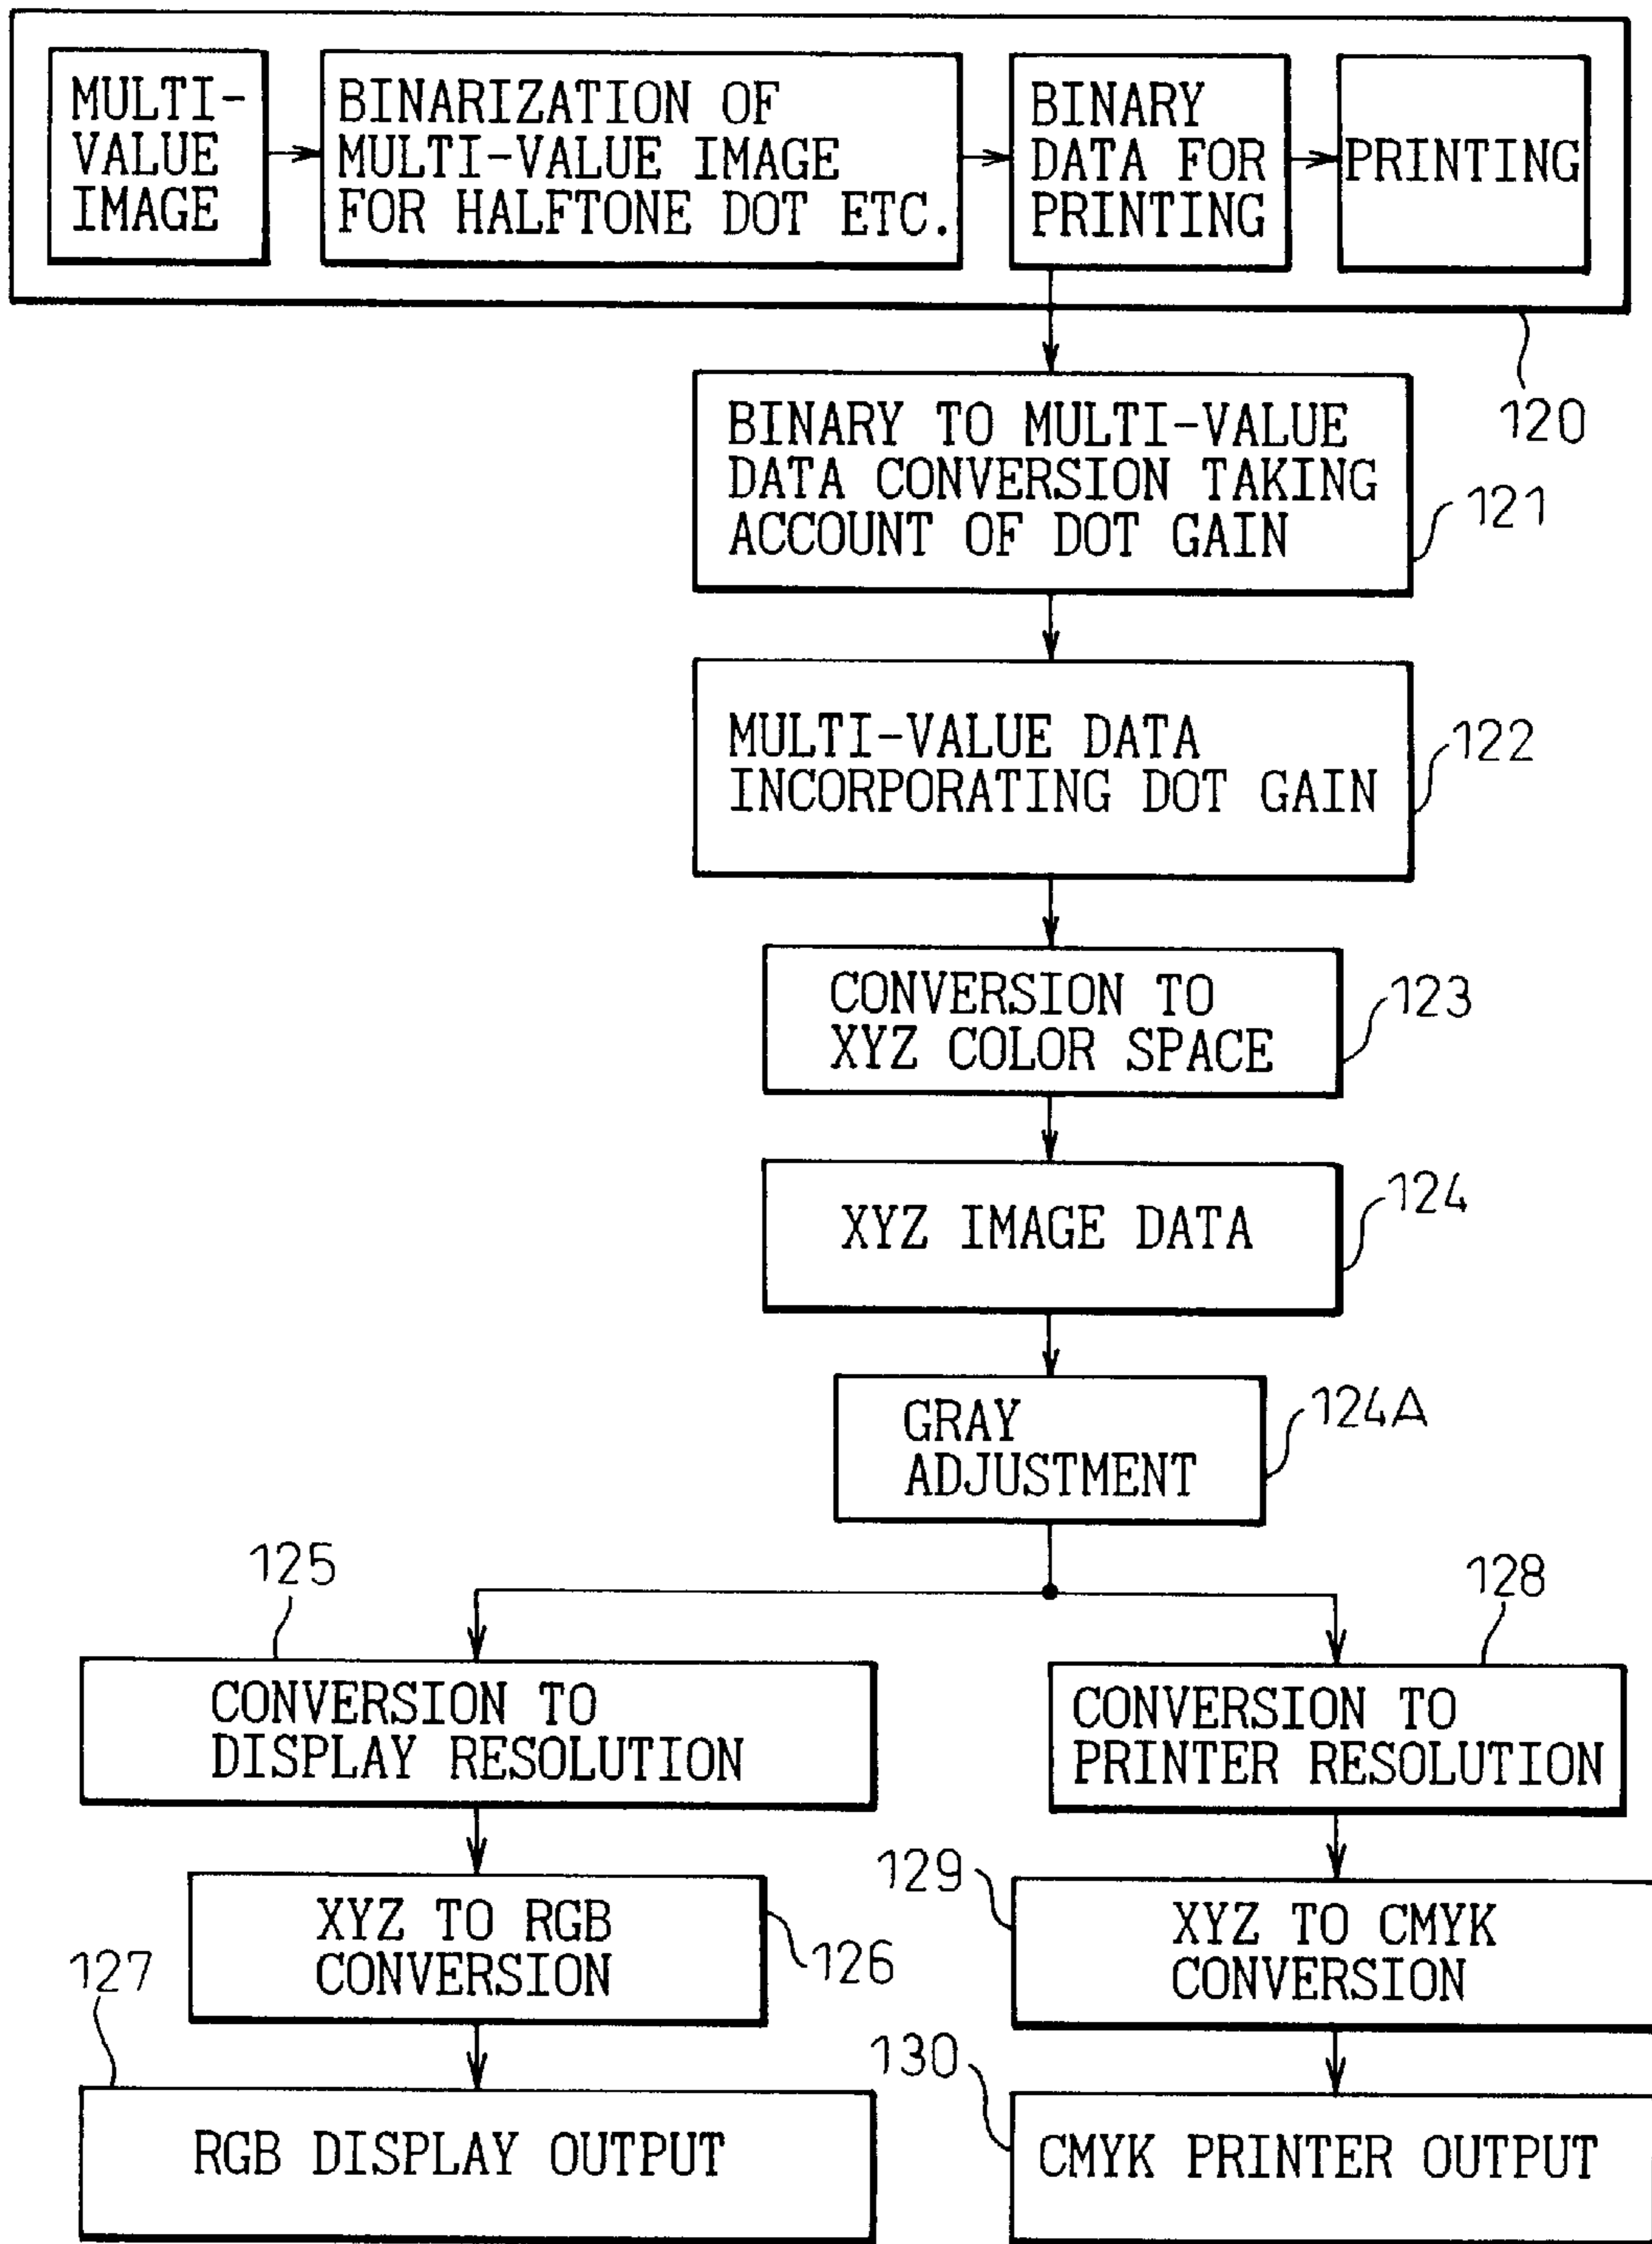 MULTI-
VALUE
IMAGE
BINARIZATION OF
MULTI-VALUE IMAGE
FOR HALFTONE DOT ETC.
BINARY
DATA FOR
PRINTING
PRINTING
120
BINARY TO MULTI-VALUE
DATA CONVERSION TAKING
ACCOUNT OF DOT GAIN
121
MULTI-VALUE DATA
INCORPORATING DOT GAIN
122
CONVERSION TO
XYZ COLOR SPACE
123
XYZ IMAGE DATA
124
GRAY
ADJUSTMENT
124A
125
CONVERSION TO
DISPLAY RESOLUTION
128
CONVERSION TO
PRINTER RESOLUTION
XYZ TO RGB
CONVERSION
126
129
XYZ TO CMYK
CONVERSION
127
RGB DISPLAY OUTPUT
130
CMYK PRINTER OUTPUT